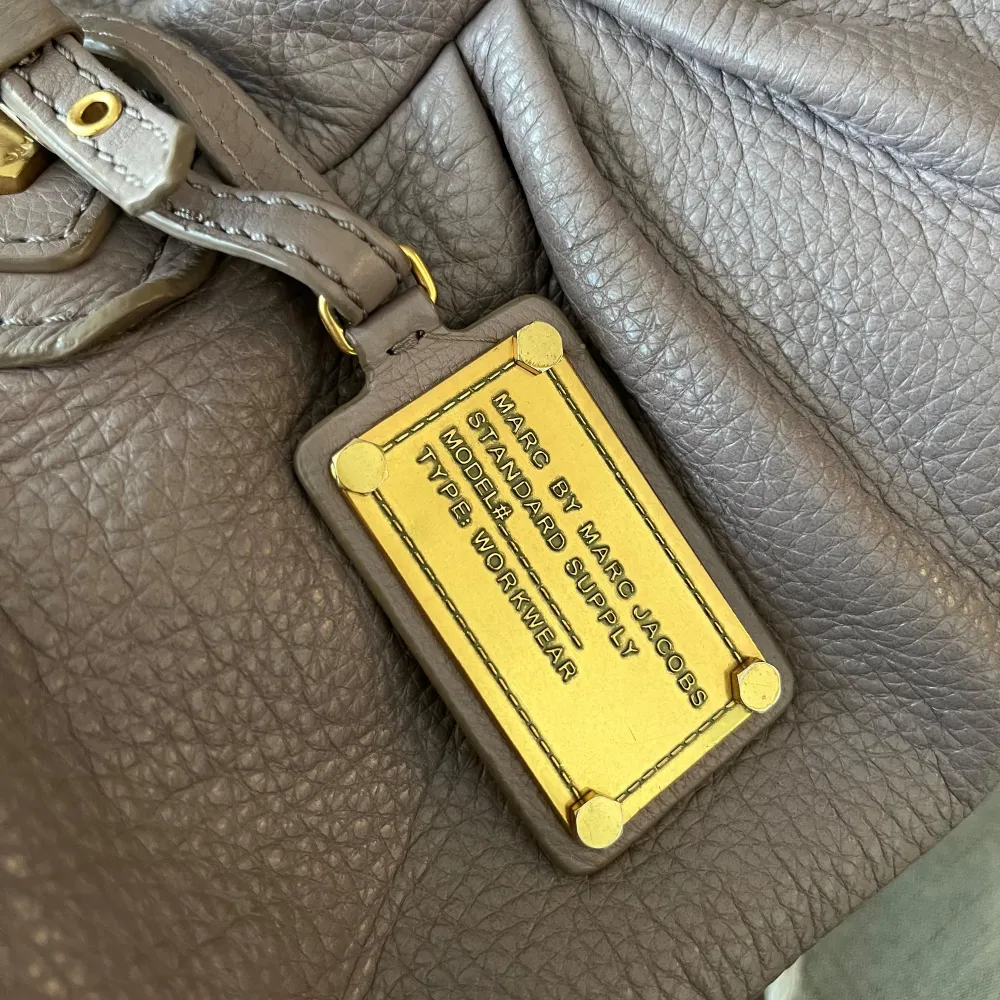 MARC BY MARC JACOBS
STANDARD SUPPLY
MODEL#
TYPE: WORKWEAR